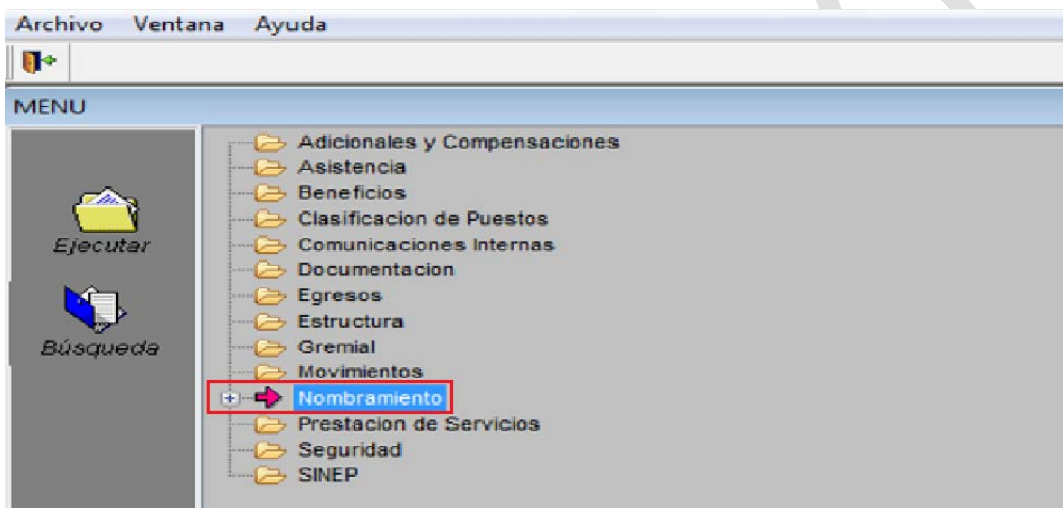 Archivo Ventana Ayuda
MENU
Adicionales y Compensaciones
Asistencia
Beneficios
Clasificacion de Puestos
Comunicaciones Internas
Documentacion
Egresos
Estructura
Gremial
Movimientos
Nombramiento
Prestacion de Servicios
Seguridad
SINEP
Ejecutar
Búsqueda